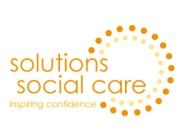 solutions
social care
inspiring confidence